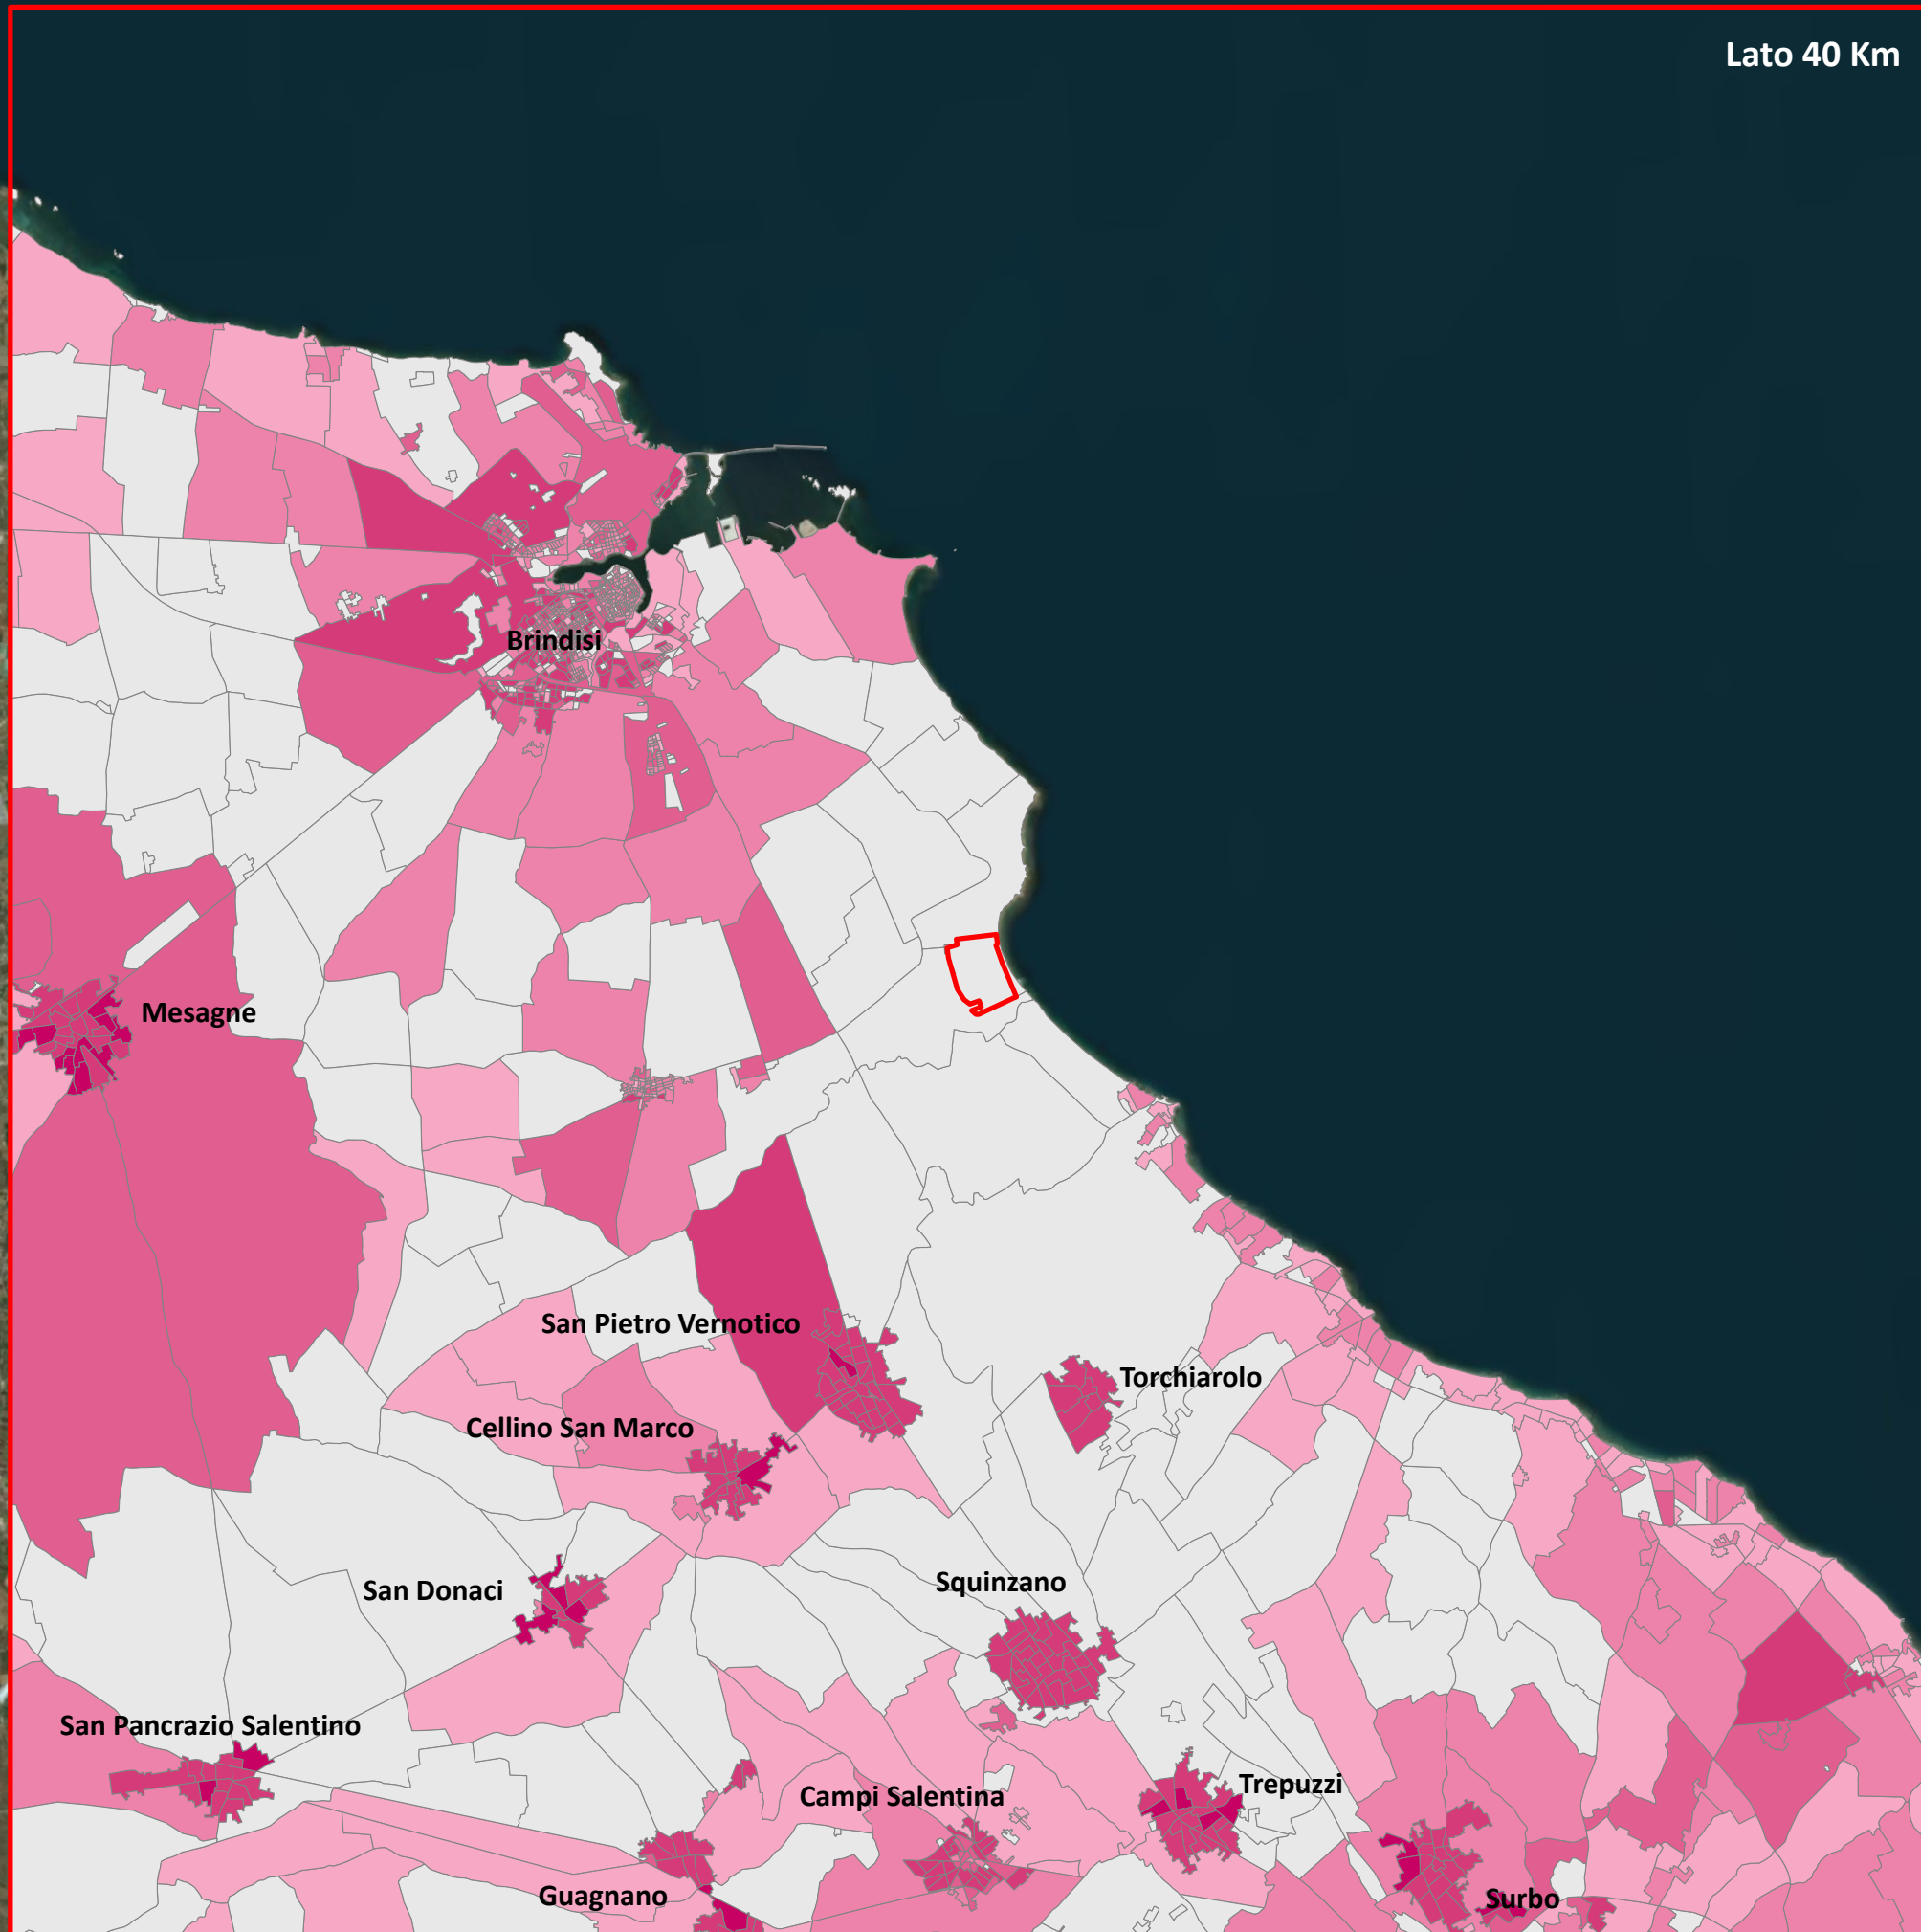 Lato 40 Km
Brindisi
Mesagne
San Pietro Vernotico
Torchiarolo
Cellino San Marco
Squinzano
San Donaci
San Pancrazio Salentino
Trepuzzi
Campi Salentina
Guagnano
Surbo